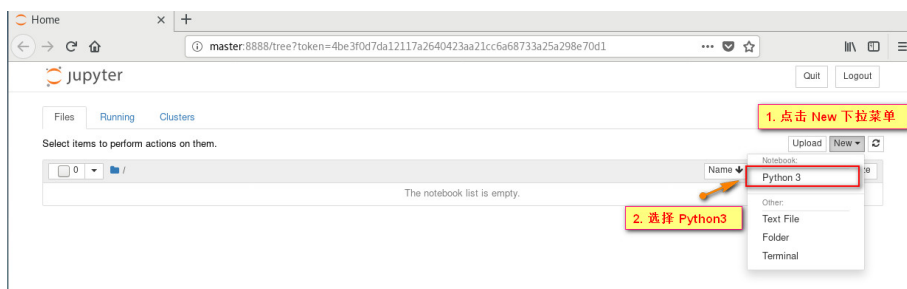 Home × +
master:8888/tree?token=4be3f0d7da12117a2640423aa21cc6a68733a25a298e70d1
jupyter
Quit Logout
Files Running Clusters
1. 点击 New 下拉菜单
Select items to perform actions on them.
Upload New
0 /
Name
Notebook:
Python 3
The notebook list is empty.
2. 选择 Python3
Other:
Text File
Folder
Terminal